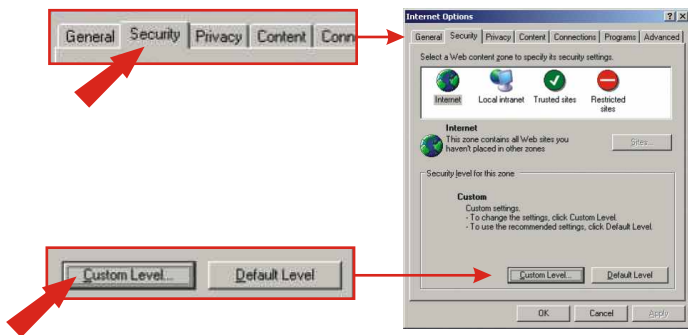 General Security Privacy Content Conn
Custom Level... Default Level
Internet Options
General Security Privacy Content Connections Programs Advanced
Select a Web content zone to specify its security settings.
Internet Local intranet Trusted sites Restricted
sites
Internet
This zone contains all Web sites you
haven't placed in other zones
Sites...
Security level for this zone
Custom
Custom settings.
- To change the settings, click Custom Level.
- To use the recommended settings, click Default Level.
Custom Level... Default Level
OK Cancel Apply